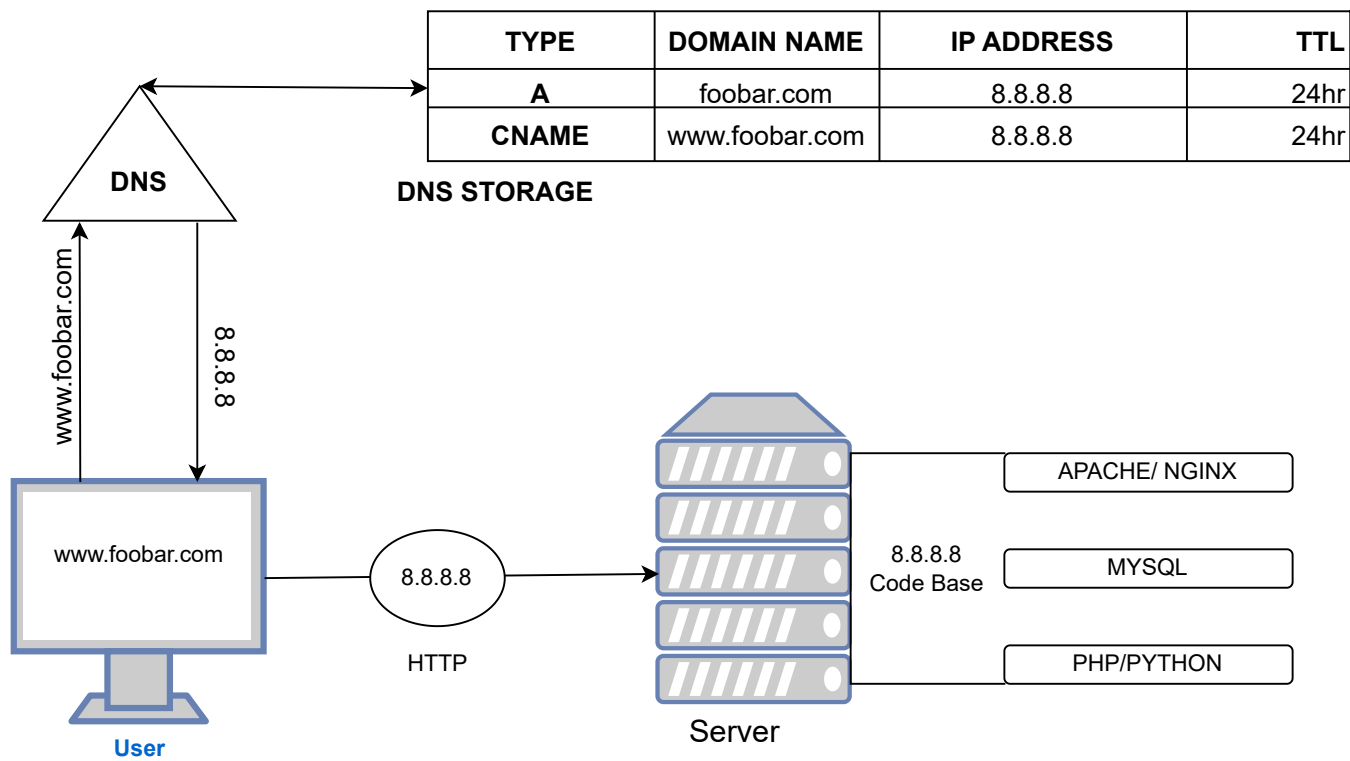 TYPE DOMAIN NAME IP ADDRESS TTL
A foobar.com 8.8.8.8 24hr
CNAME www.foobar.com 8.8.8.8 24hr
DNS
DNS STORAGE
www.foobar.com
8.8.8.8
www.foobar.com
8.8.8.8
HTTP
User
Server
8.8.8.8
Code Base
APACHE/ NGINX
MYSQL
PHP/PYTHON